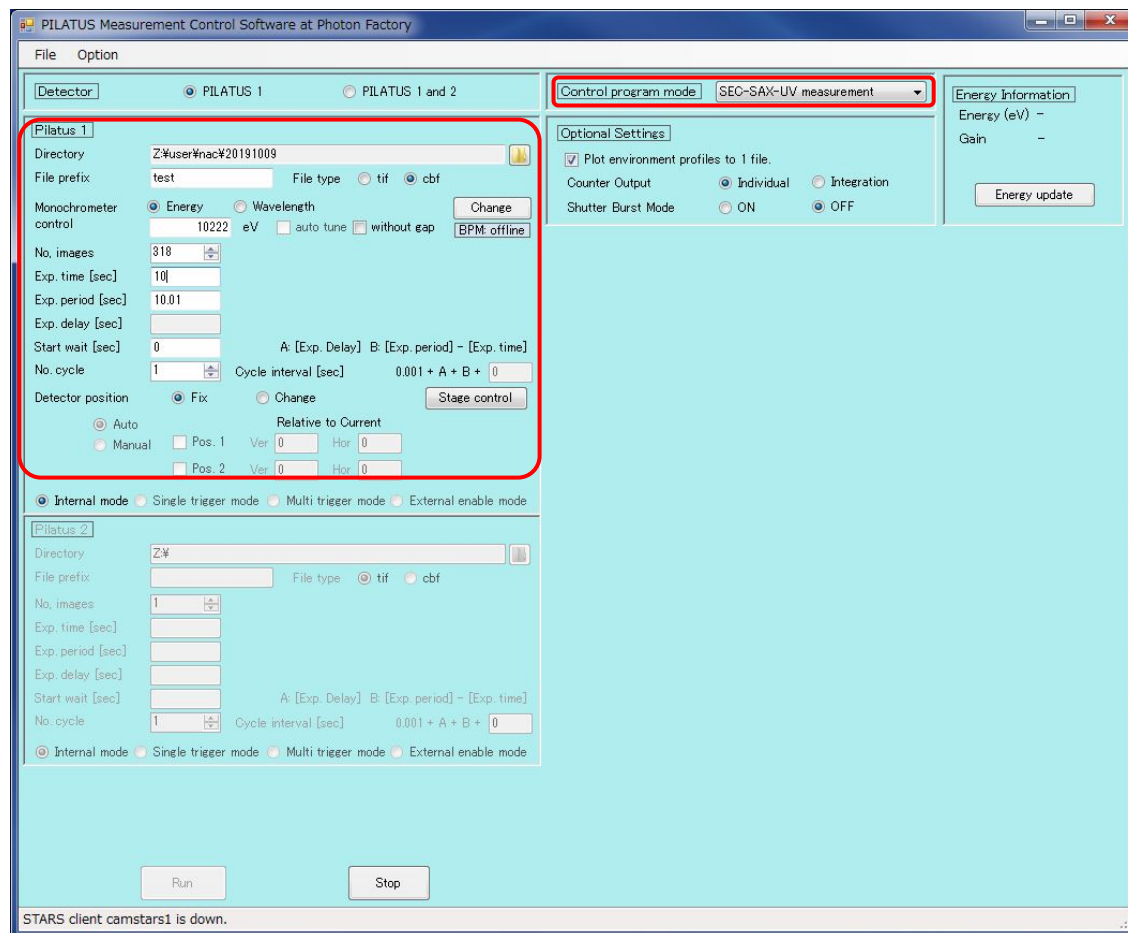 PILATUS Measurement Control Software at Photon Factory
File Option
Detector PILATUS 1 PILATUS 1 and 2
Control program mode SEC-SAX-UV measurement
Energy Information
Energy (eV) -
Gain -
Energy update
Optional Settings
Plot environment profiles to 1 file.
Counter Output Individual Integration
Shutter Burst Mode ON OFF
Pilatus 1
Directory Z:¥user¥nac¥20191009
File prefix test File type tif cbf
Monochrometer control Energy Wavelength Change
10222 eV auto tune without gap BPM: offline
No, images 318
Exp. time [sec] 10
Exp. period [sec] 10.01
Exp. delay [sec]
Start wait [sec] 0 A: [Exp. Delay] B: [Exp. period] - [Exp. time]
No. cycle 1 Cycle interval [sec] 0.001 + A + B + 0
Detector position Fix Change Stage control
Auto Relative to Current
Manual Pos. 1 Ver 0 Hor 0
Pos. 2 Ver 0 Hor 0
Internal mode Single trigger mode Multi trigger mode External enable mode
Pilatus 2
Directory Z:¥
File prefix File type tif cbf
No, images 1
Exp. time [sec]
Exp. period [sec]
Exp. delay [sec]
Start wait [sec] A: [Exp. Delay] B: [Exp. period] - [Exp. time]
No. cycle 1 Cycle interval [sec] 0.001 + A + B + 0
Internal mode Single trigger mode Multi trigger mode External enable mode
Run Stop
STARS client camstars1 is down.